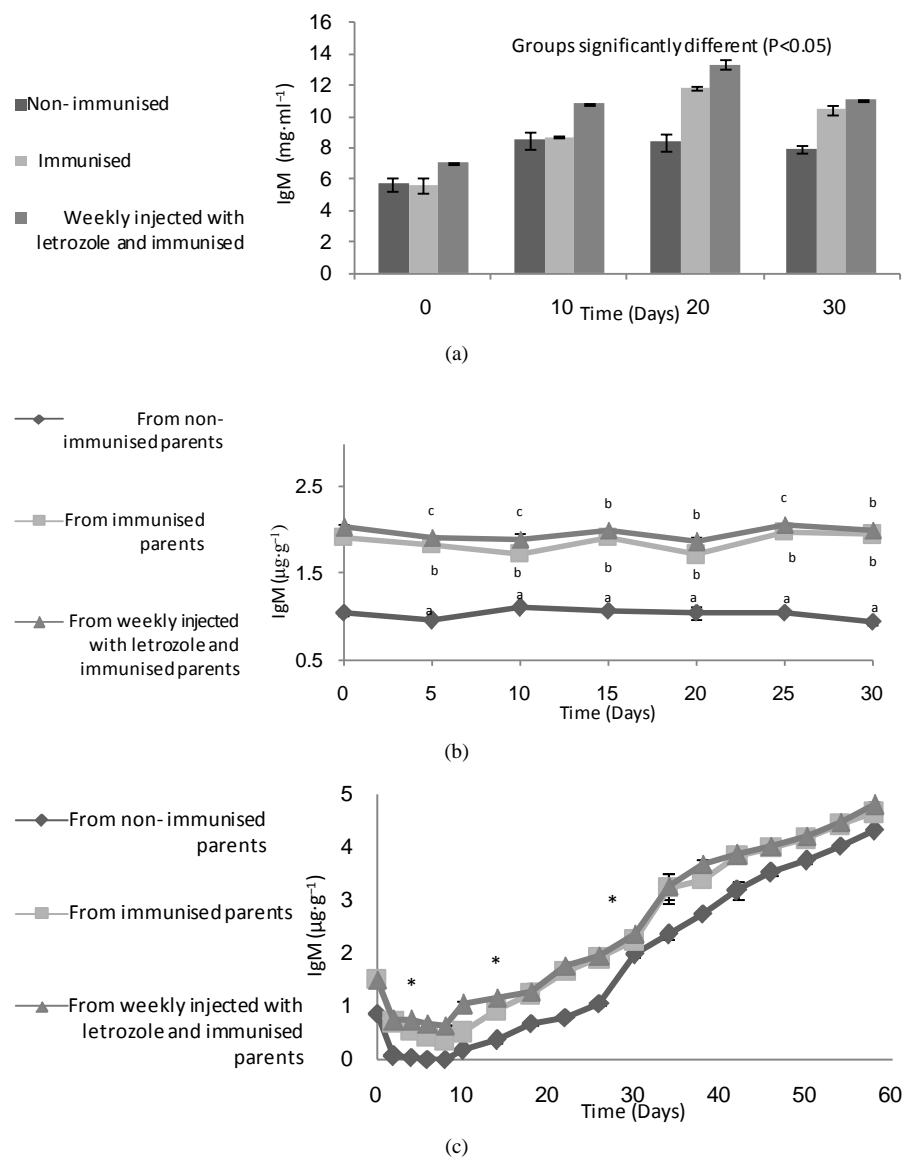 16
14
12
10
8
6
4
2
0
IgM (mg·ml⁻¹)
Groups significantly different (P<0.05)
Non- immunised
Immunised
Weekly injected with
letrozole and immunised
0 10 20 30
Time (Days)
(a)
From non-
immunised parents
From immunised
parents
From weekly injected
with letrozole and
immunised parents
2.5
1.5
0.5
IgM (µg·g⁻¹)
c c b b c b
b b b b b b
a a a a a a
0 5 10 15 20 25 30
Time (Days)
(b)
From non- immunised
parents
From immunised parents
From weekly injected with
letrozole and immunised
parents
5
4
3
2
1
0
IgM (µg·g⁻¹)
* * *
0 10 20 30 40 50 60
Time (Days)
(c)